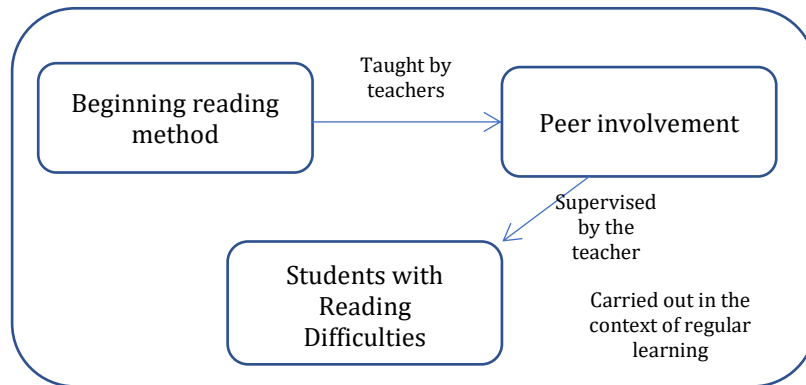 Beginning reading
method
Taught by
teachers
Peer involvement
Supervised
by the
teacher
Students with
Reading
Difficulties
Carried out in the
context of regular
learning